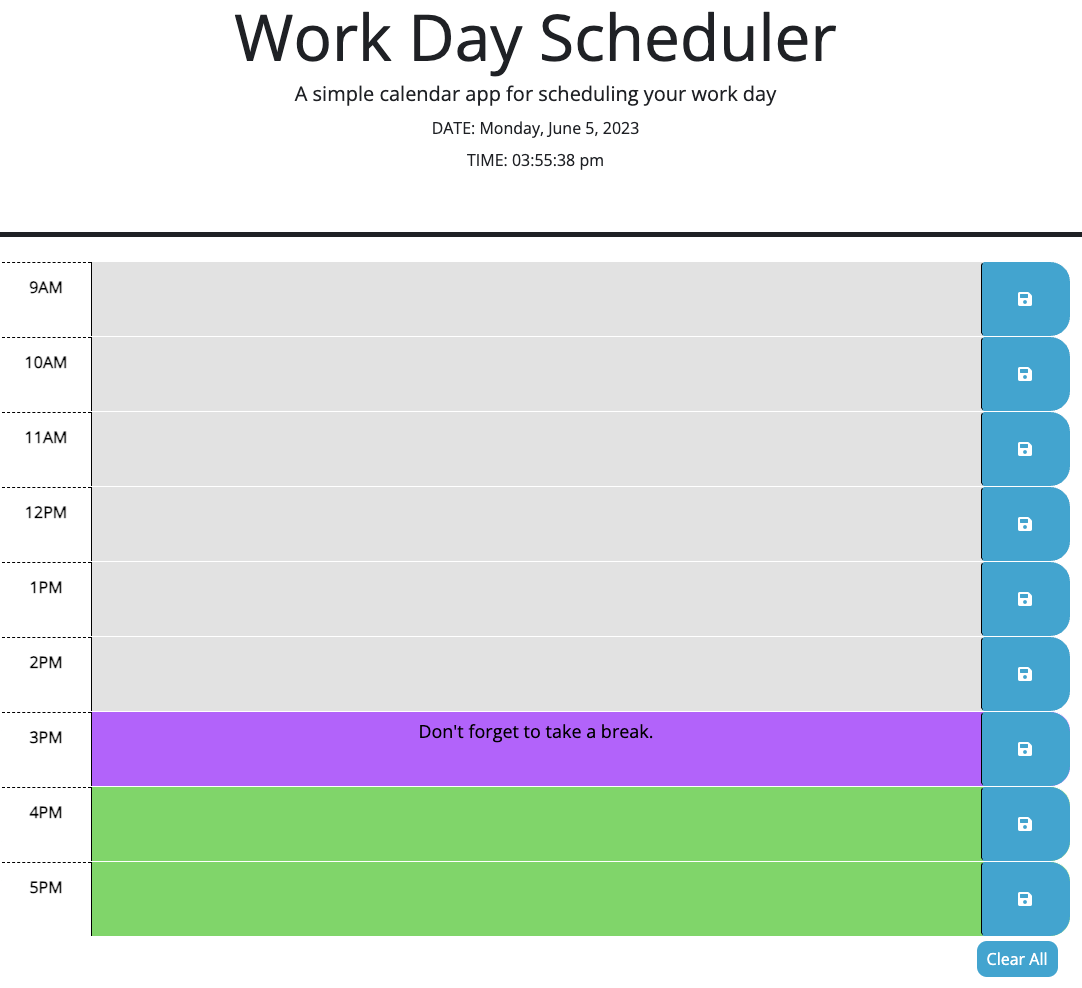 Work Day Scheduler
A simple calendar app for scheduling your work day
DATE: Monday, June 5, 2023
TIME: 03:55:38 pm
9AM
10AM
11AM
12PM
1PM
2PM
3PM
Don't forget to take a break.
4PM
5PM
Clear All